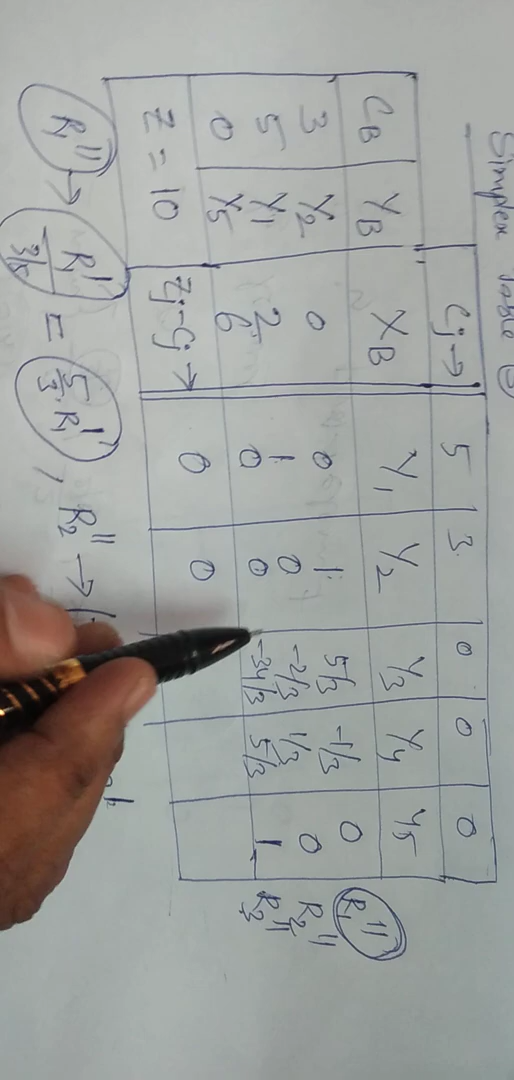 Simplex Table
Cj → 5 3 0 0 0
CB YB XB Y1 Y2 Y3 Y4 Y5
3 Y2 0 0 1 5/3 -1/3 0 R1''
5 Y1 2 1 0 -2/3 1/3 0 R2''
0 Y5 6 0 0 -34/3 5/3 1 R3''
Z = 10 Zj-Cj → 0 0
R1'' → R1'/3/5 = 5/3 R1', R2'' →